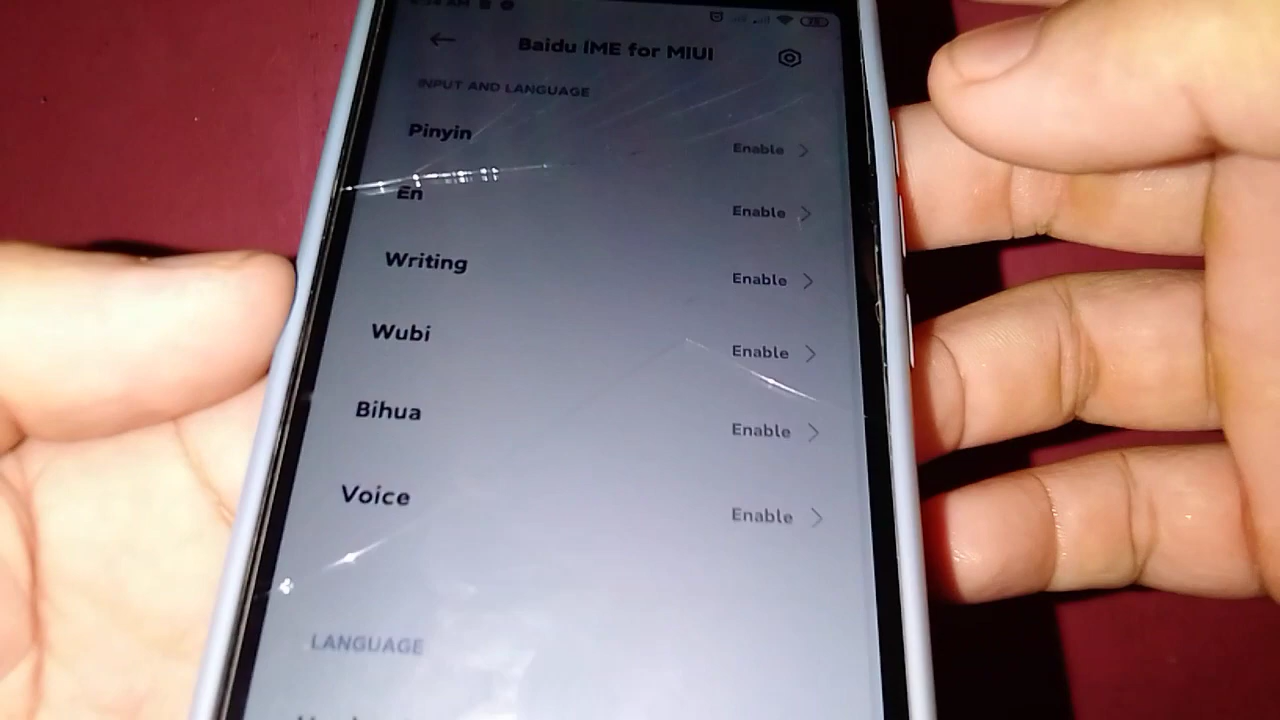 AM
Baidu IME for MIUI
INPUT AND LANGUAGE
Pinyin Enable
En Enable
Writing Enable
Wubi Enable
Bihua Enable
Voice Enable
LANGUAGE